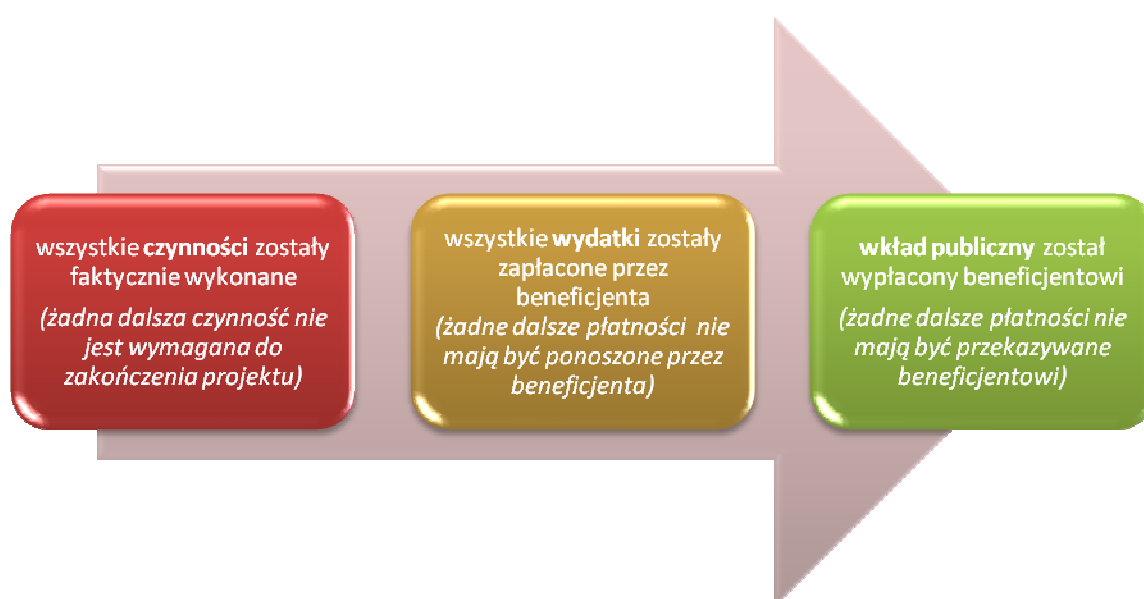 wszystkie czynności zostały
faktycznie wykonane
(żadna dalsza czynność nie
jest wymagana do
zakończenia projektu)
wszystkie wydatki zostały
zapłacone przez
beneficjenta
(żadne dalsze płatności nie
mają być ponoszone przez
beneficjenta)
wkład publiczny został
wypłacony beneficjentowi
(żadne dalsze płatności nie
mają być przekazywane
beneficjentowi)